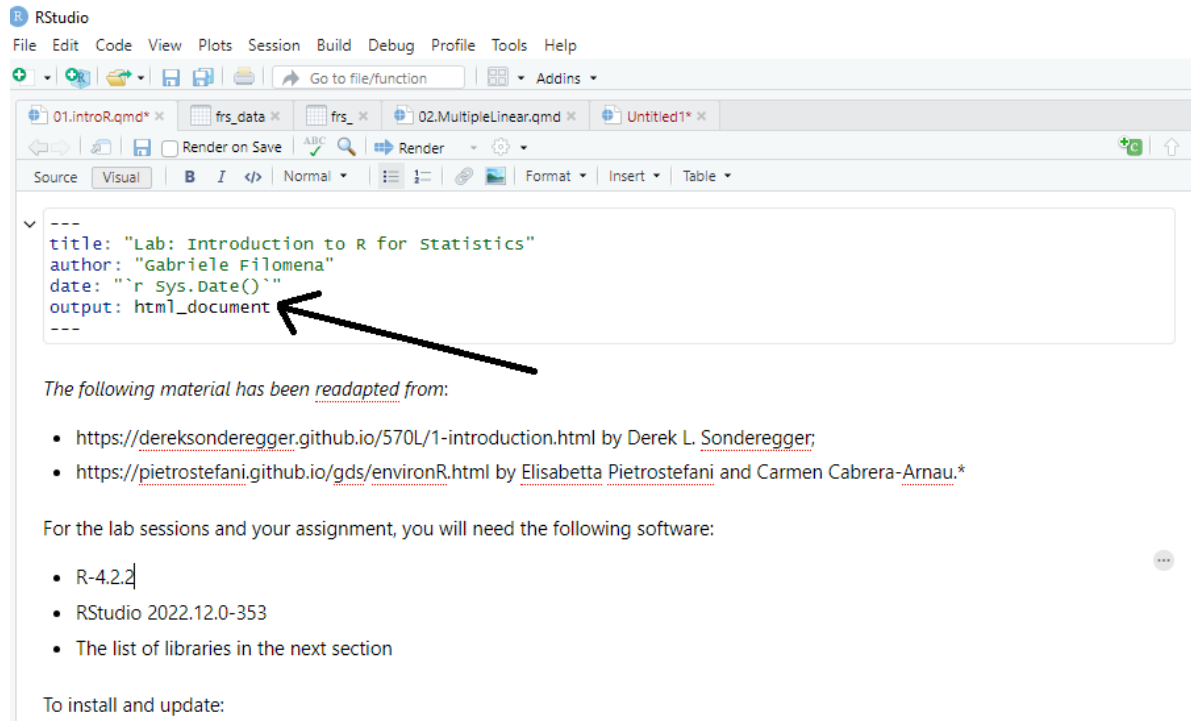 RStudio
File Edit Code View Plots Session Build Debug Profile Tools Help
Go to file/function Addins
01.introR.qmd* frs_data frs_ 02.MultipleLinear.qmd Untitled1*
Render on Save ABC Render
Source Visual B I </> Normal Format Insert Table
---
title: "Lab: Introduction to R for Statistics"
author: "Gabriele Filomena"
date: "`r Sys.Date()`"
output: html_document
---
The following material has been readapted from:
• https://dereksonderegger.github.io/570L/1-introduction.html by Derek L. Sonderegger;
• https://pietrostefani.github.io/gds/environR.html by Elisabetta Pietrostefani and Carmen Cabrera-Arnau.*
For the lab sessions and your assignment, you will need the following software:
• R-4.2.2
• RStudio 2022.12.0-353
• The list of libraries in the next section
To install and update: